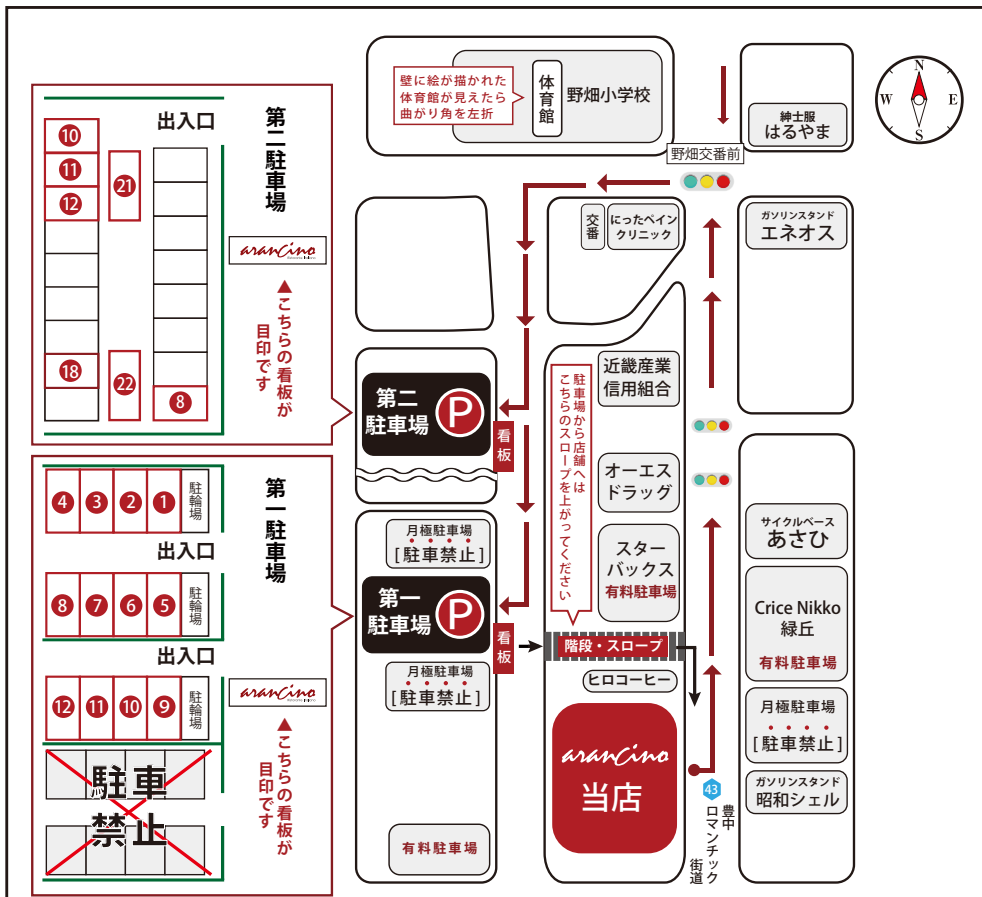 出入口
⑩
⑪
⑫
㉑
⑱
㉒
⑧
第二駐車場
arancino
▲こちらの看板が
目印です
④
③
②
①
駐輪場
出入口
⑧
⑦
⑥
⑤
駐輪場
出入口
⑫
⑪
⑩
⑨
駐輪場
駐車
禁止
第一駐車場
arancino
▲こちらの看板が
目印です
壁に絵が描かれた
体育館が見えたら
曲がり角を左折
体育館
野畑小学校
野畑交番前
紳士服
はるやま
N
W
E
S
交番
にったペイン
クリニック
ガソリンスタンド
エネオス
第二
駐車場
P
看板
駐車場から店舗へは
こちらのスロープを上がってください
近畿産業
信用組合
オーエス
ドラッグ
スター
バックス
有料駐車場
月極駐車場
[駐車禁止]
第一
駐車場
P
看板
月極駐車場
[駐車禁止]
有料駐車場
階段・スロープ
ヒロコーヒー
arancino
当店
43
豊中
ロマンチック
街道
サイクルベース
あさひ
Crice Nikko
緑丘
有料駐車場
月極駐車場
[駐車禁止]
ガソリンスタンド
昭和シェル